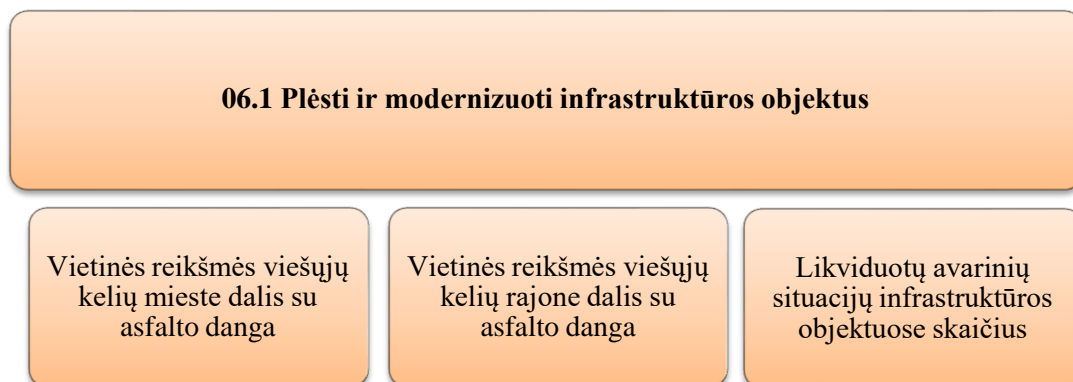 06.1 Plėsti ir modernizuoti infrastruktūros objektus
Vietinės reikšmės viešųjų
kelių mieste dalis su
asfalto danga
Vietinės reikšmės viešųjų
kelių rajone dalis su
asfalto danga
Likviduotų avarinių
situacijų infrastruktūros
objektuose skaičius